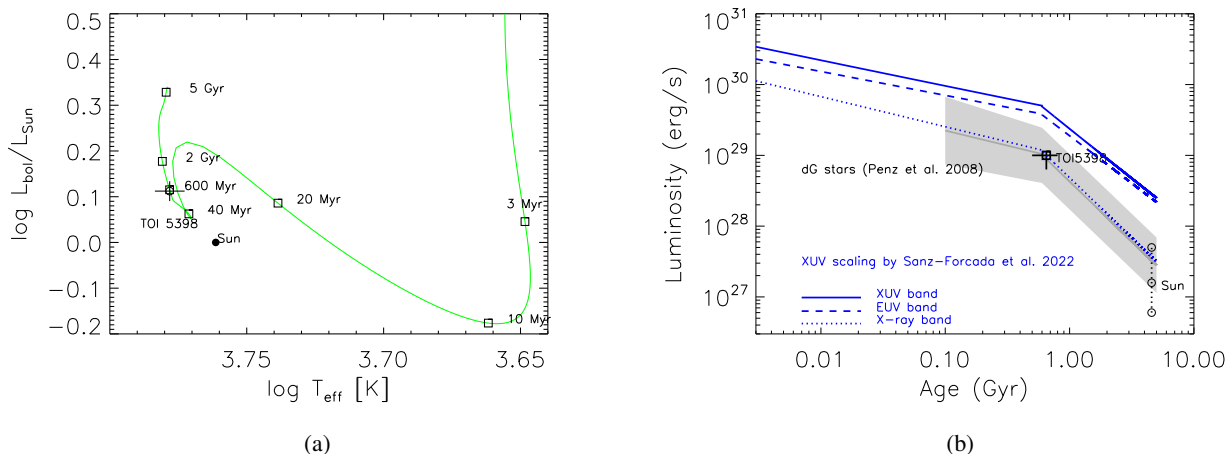 0.5
0.4
0.3
0.2
0.1
0.0
−0.1
−0.2
log L_bol/L_Sun
5 Gyr
2 Gyr
600 Myr
40 Myr
TOI 5398
Sun
20 Myr
3 Myr
10 Myr
3.75
3.70
3.65
log T_eff [K]
(a)
10^31
10^30
10^29
10^28
10^27
Luminosity (erg/s)
TOI5398
dG stars (Penz et al. 2008)
XUV scaling by Sanz−Forcada et al. 2022
XUV band
EUV band
X−ray band
Sun
0.01
0.10
1.00
10.00
Age (Gyr)
(b)